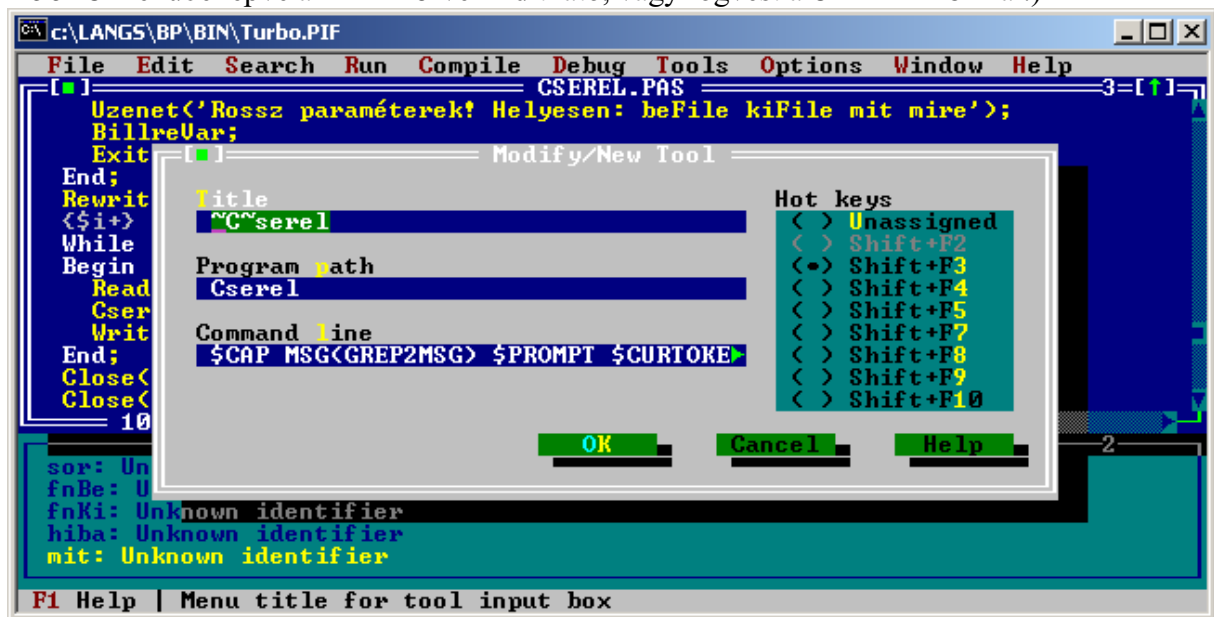 c:\LANGS\BP\BIN\Turbo.PIF
File Edit Search Run Compile Debug Tools Options Window Help
[■] CSEREL.PAS 3=[↑]
Uzenet('Rossz paraméterek! Helyesen: beFile kiFile mit mire');
BillreVar;
Exit
End;
Rewrit
{$i+}
While
Begin
Read
Cser
Writ
End;
Close(
Close(
10
[■] Modify/New Tool
Title
~C~serel
Program path
Cserel
Command line
$CAP MSG(GREP2MSG) $PROMPT $CURTOKE►
Hot keys
( ) Unassigned
( ) Shift+F2
(•) Shift+F3
( ) Shift+F4
( ) Shift+F5
( ) Shift+F7
( ) Shift+F8
( ) Shift+F9
( ) Shift+F10
OK Cancel Help
2
sor: Un
fnBe: U
fnKi: Unknown identifier
hiba: Unknown identifier
mit: Unknown identifier
F1 Help | Menu title for tool input box